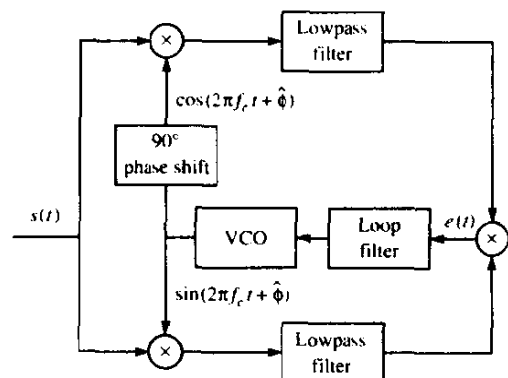 Lowpass
filter
×
cos(2πf_c t + φ̂)
90°
phase shift
s(t)
VCO
Loop
filter
e(t)
×
sin(2πf_c t + φ̂)
×
Lowpass
filter